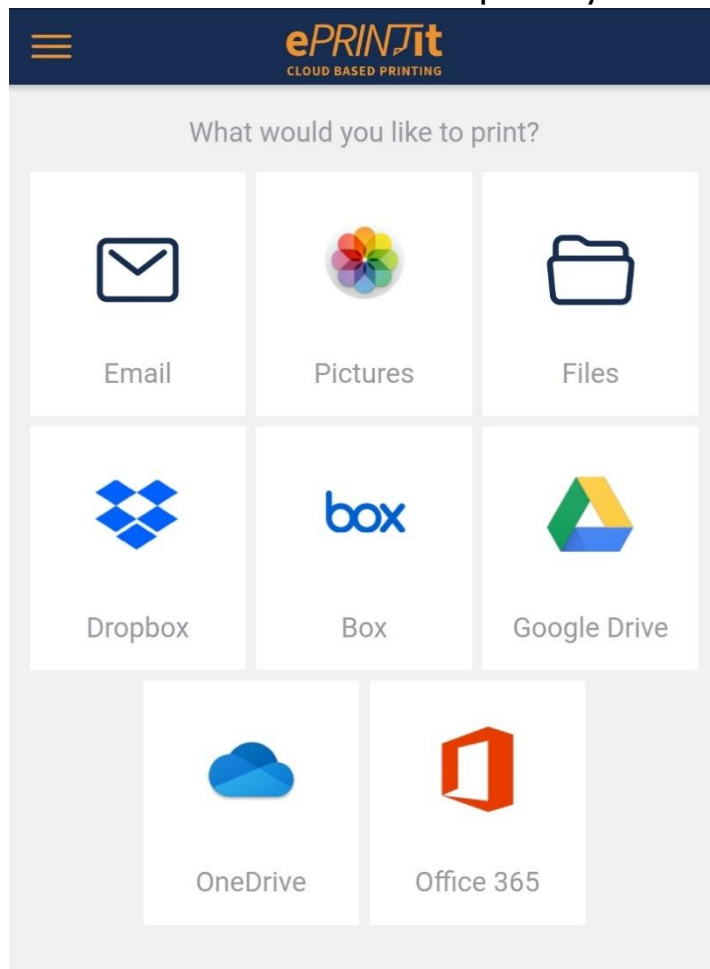 ePRINTit
CLOUD BASED PRINTING
What would you like to print?
Email Pictures Files
box
Dropbox Box Google Drive
OneDrive Office 365